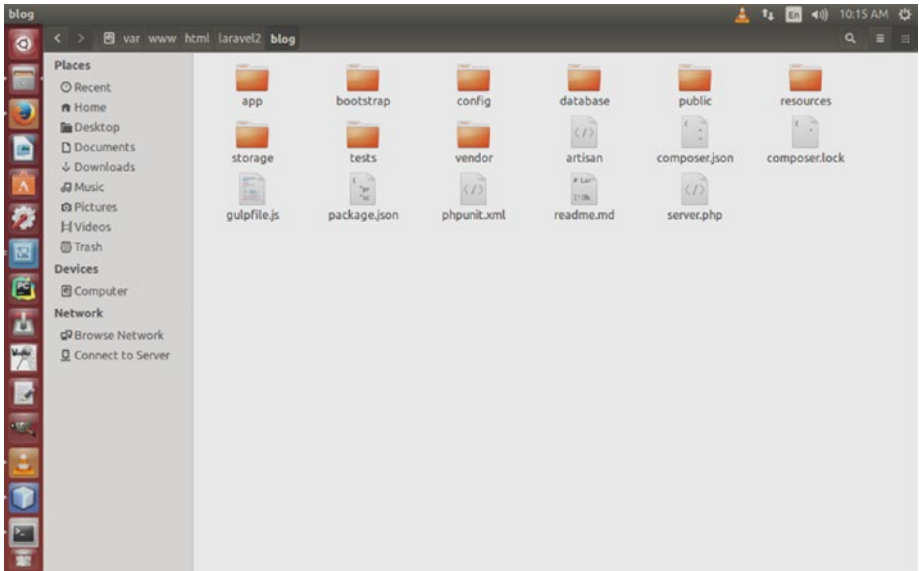 blog
En
10:15 AM
var www html laravel2 blog
Places
Recent
Home
Desktop
Documents
Downloads
Music
Pictures
Videos
Trash
Devices
Computer
Network
Browse Network
Connect to Server
app bootstrap config database public resources
storage tests vendor artisan composer.json composer.lock
gulpfile.js package.json phpunit.xml readme.md server.php